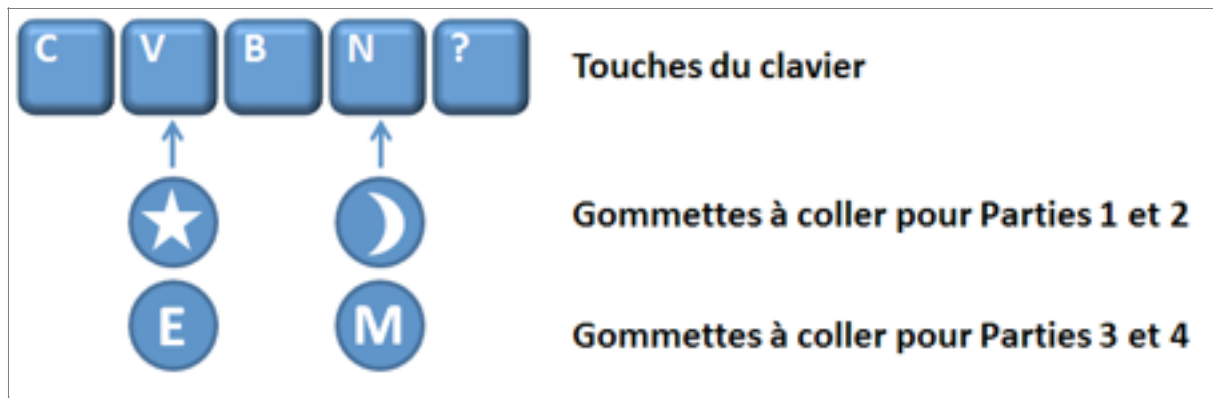 C V B N ? Touches du clavier
Gommettes à coller pour Parties 1 et 2
E M Gommettes à coller pour Parties 3 et 4